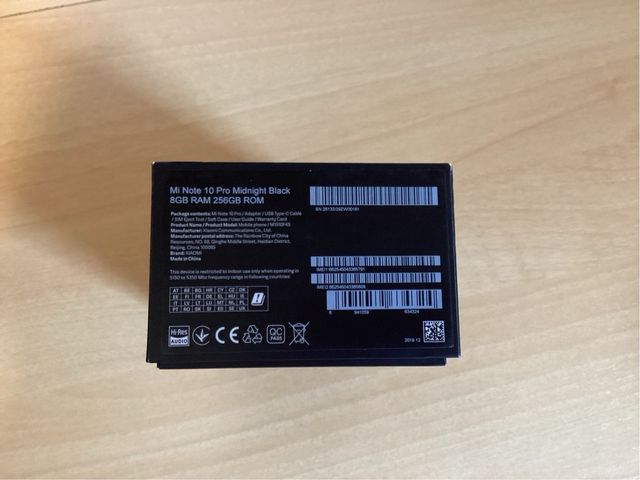 Mi Note 10 Pro Midnight Black
8GB RAM 256GB ROM
Package contents: Mi Note 10 Pro / Adapter / USB Type-C Cable
/ SIM Eject Tool / Soft Case / User Guide / Warranty Card
Product Name / Product Model: Mobile phone / M1910F4S
Manufacturer: Xiaomi Communications Co., Ltd.
Manufacturer postal address: The Rainbow City of China
Resources, NO. 68, Qinghe Middle Street, Haidian District,
Beijing, China 100085
Brand: XIAOMI
Made in China
This device is restricted to indoor use only when operating in
5150 to 5350 Mhz frequency range in following countries:
AT BE BG HR CY CZ DK
EE FI FR DE EL HU IE
IT LV LT LU MT NL PL
PT RO SK SI ES SE UK
Hi-Res
AUDIO
CE
QC
PASS
SN:
IMEI1:
IMEI2:
6 941059 634324
2019.12